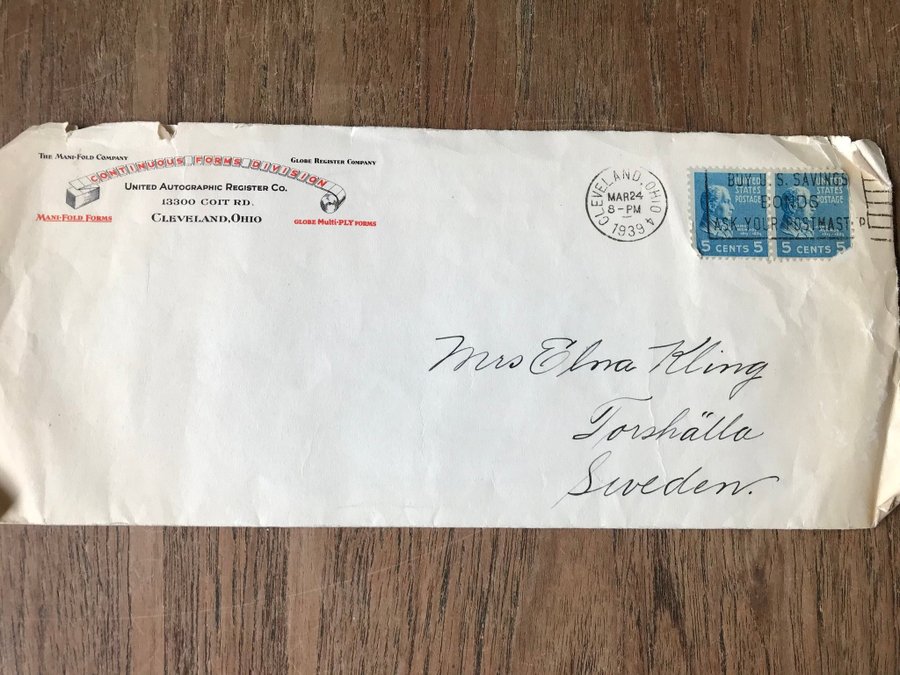 The Mani-Fold Company
Globe Register Company
CONTINUOUS FORMS DIVISION
United Autographic Register Co.
13300 COIT RD.
Cleveland, Ohio
Mani-Fold Forms
Globe Multi-PLY forms
CLEVELAND, OHIO 4
MAR 24
8-PM
1939
S. SAVINGS
BONDS
ASK YOUR POSTMAST
STATES
POSTAGE
5 CENTS 5
STATES
POSTAGE
5 CENTS 5
Mrs Elna Kling
Torshälla
Sweden.